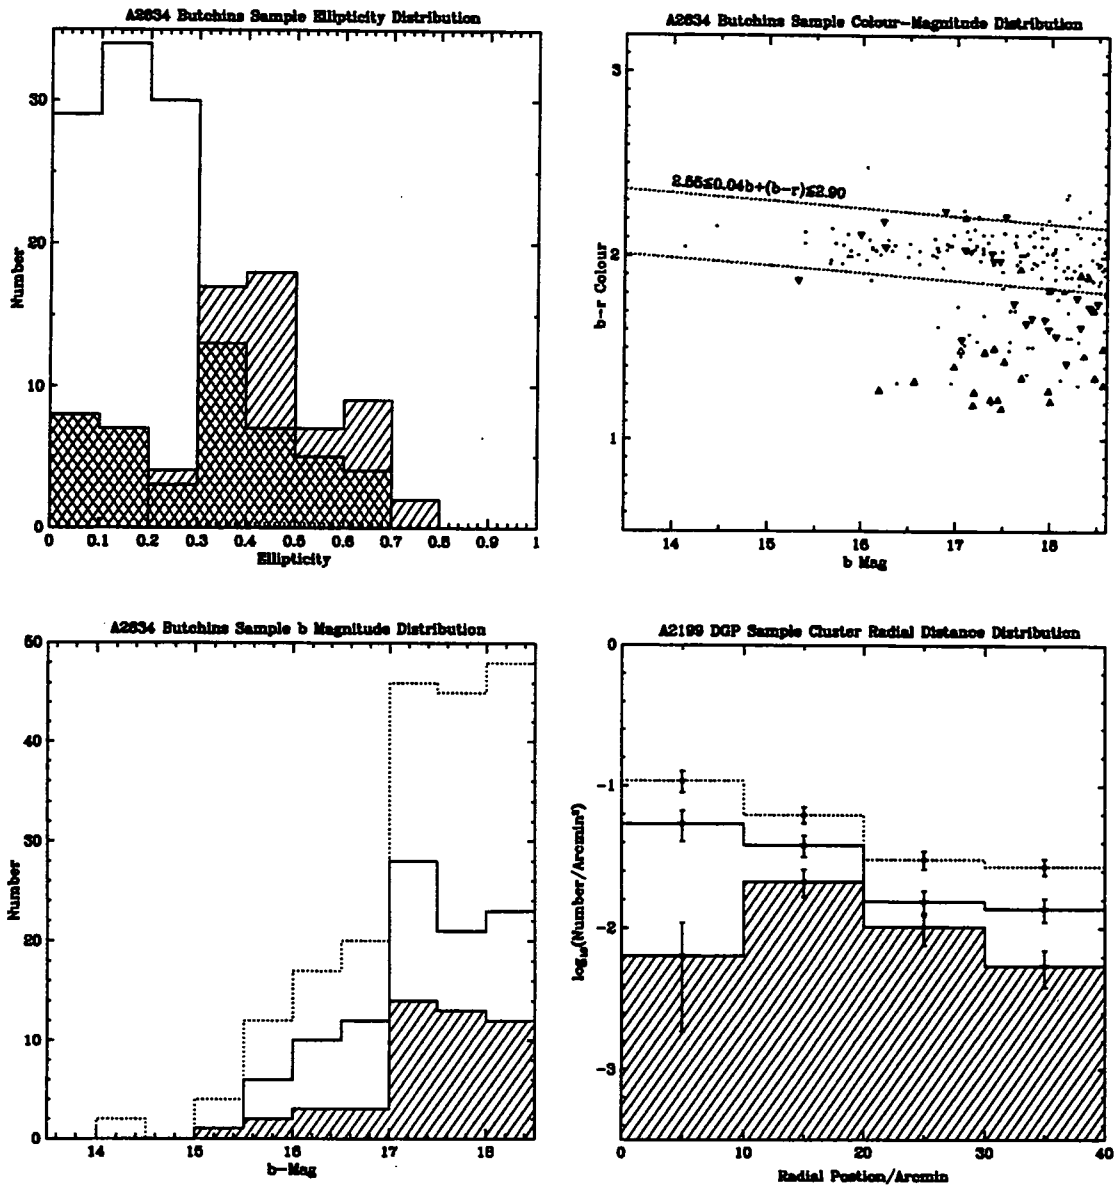 A2634 Butchins Sample Ellipticity Distribution
30
20
10
0
Number
0 0.1 0.2 0.3 0.4 0.5 0.6 0.7 0.8 0.9 1
Ellipticity
A2634 Butchins Sample Colour-Magnitude Distribution
3
2
1
b-r Colour
2.55≤0.04b+(b-r)≤2.90
14 15 16 17 18
b Mag
A2634 Butchins Sample b Magnitude Distribution
50
40
30
20
10
0
Number
14 15 16 17 18
b-Mag
A2199 DGP Sample Cluster Radial Distance Distribution
0
-1
-2
-3
log₁₀(Number/Arcmin²)
0 10 20 30 40
Radial Postion/Arcmin